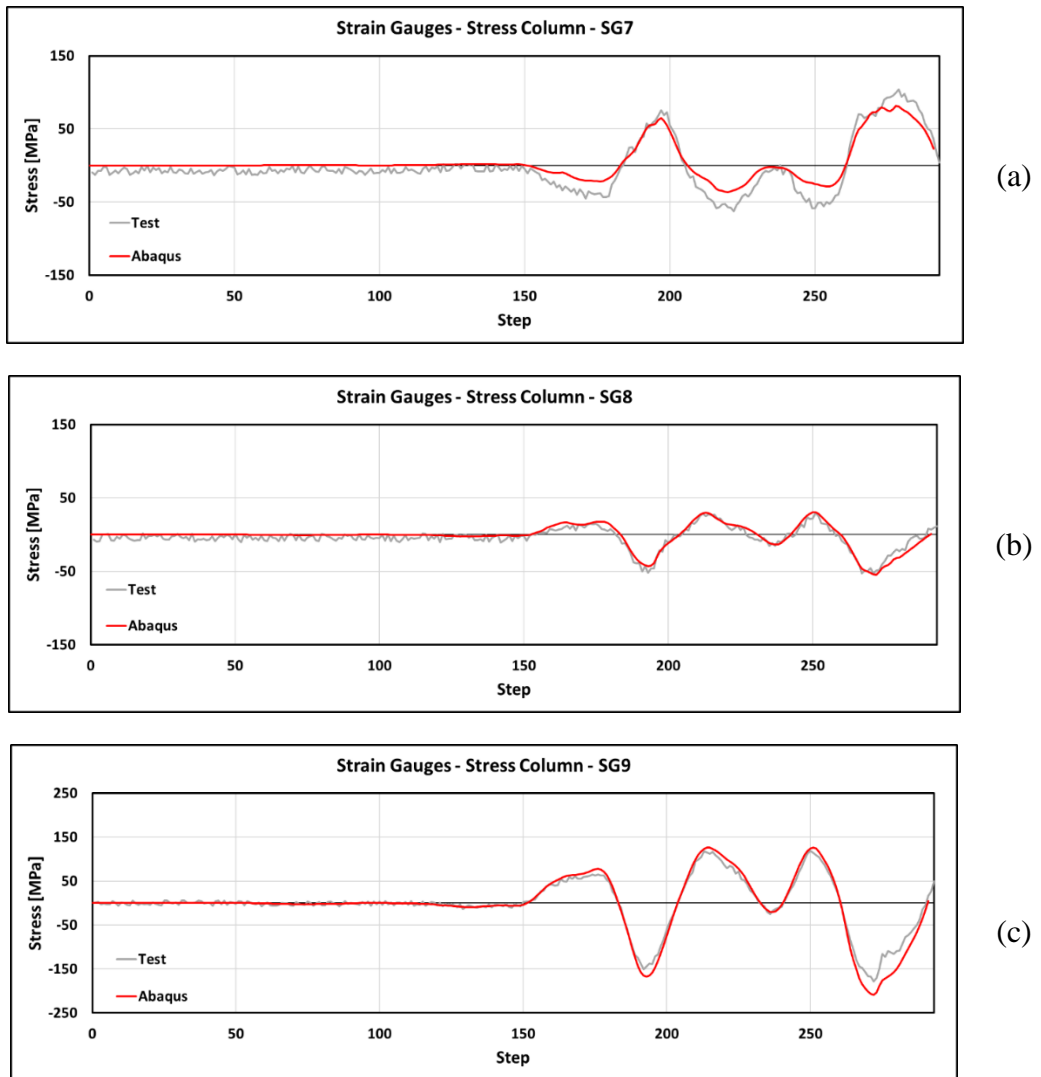 Strain Gauges - Stress Column - SG7
150
50
-50
-150
Stress [MPa]
Test
Abaqus
0 50 100 150 200 250
Step
(a)
Strain Gauges - Stress Column - SG8
150
50
-50
-150
Stress [MPa]
Test
Abaqus
0 50 100 150 200 250
Step
(b)
Strain Gauges - Stress Column - SG9
250
150
50
-50
-150
-250
Stress [MPa]
Test
Abaqus
0 50 100 150 200 250
Step
(c)